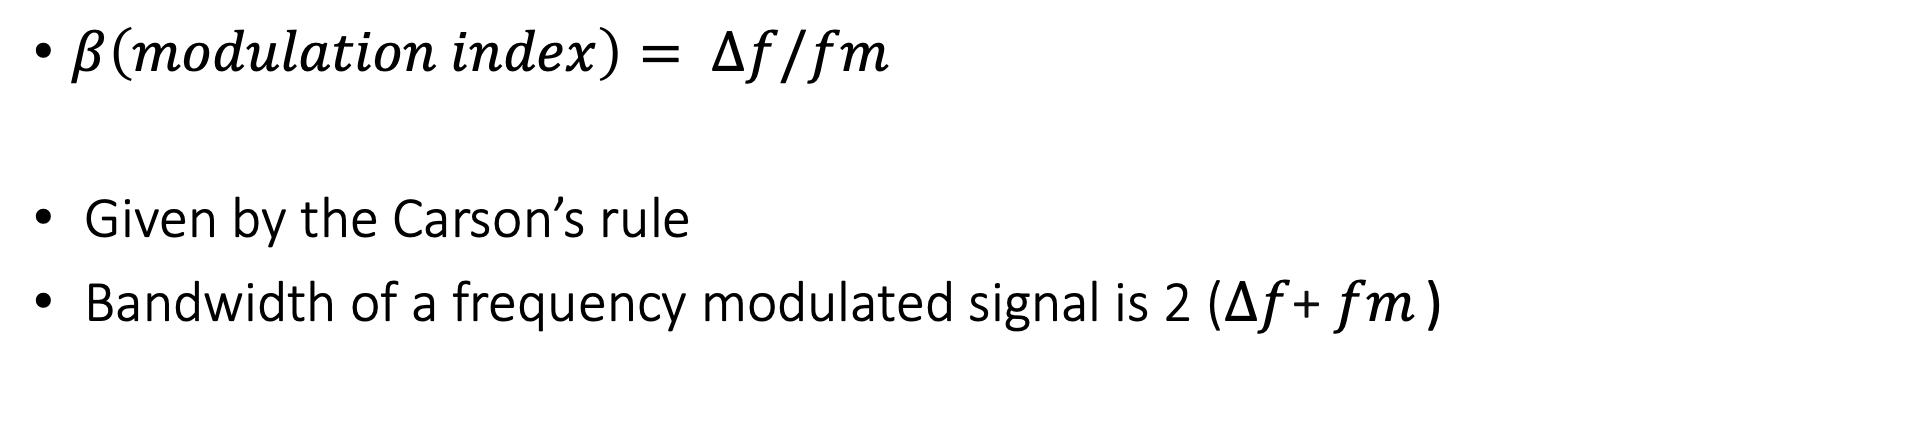 • β(modulation index) = Δf/fm
• Given by the Carson’s rule
• Bandwidth of a frequency modulated signal is 2 (Δf+ fm )